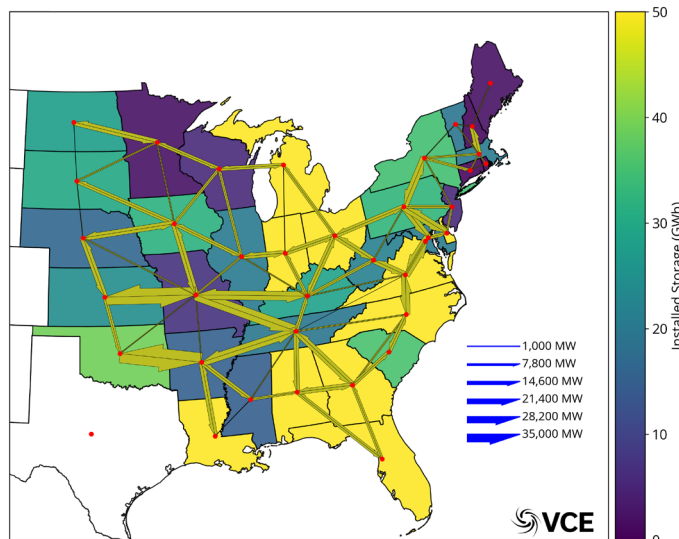 50
40
30
20
10
0
Installed Storage (GWh)
1,000 MW
7,800 MW
14,600 MW
21,400 MW
28,200 MW
35,000 MW
VCE